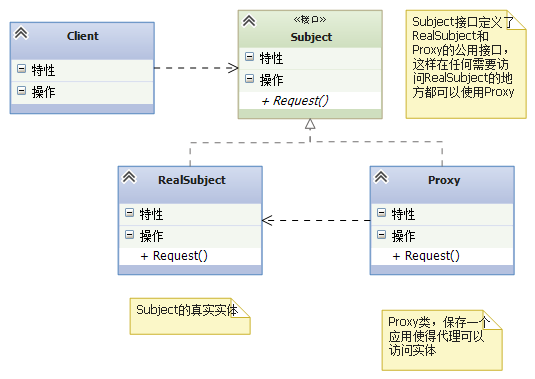 Client
特性
操作
«接口»
Subject
特性
操作
+ Request()
Subject接口定义了
RealSubject和
Proxy的公用接口，
这样在任何需要访
问RealSubject的地
方都可以使用Proxy
RealSubject
特性
操作
+ Request()
Proxy
特性
操作
+ Request()
Subject的真实实体
Proxy类，保存一个
应用使得代理可以
访问实体